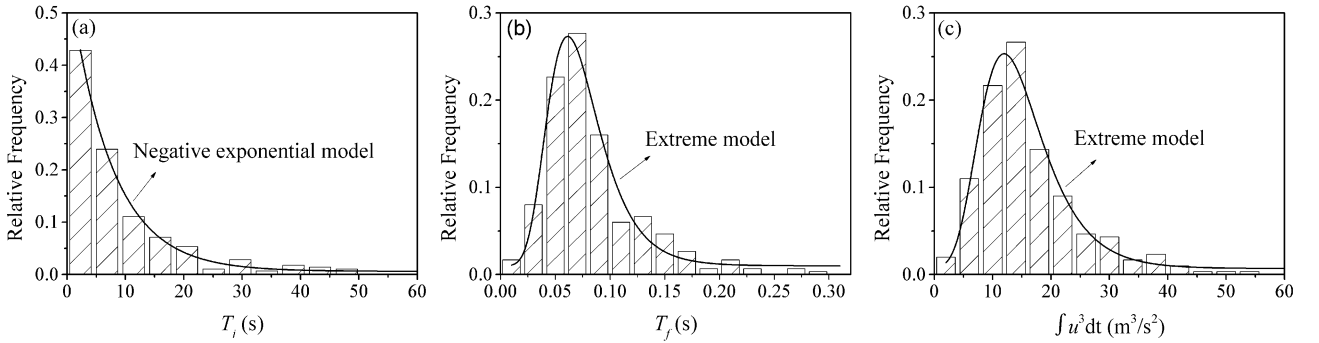 (a)
Relative Frequency
0.5
0.4
0.3
0.2
0.1
0.0
Negative exponential model
0 10 20 30 40 50 60
T_i (s)
(b)
Relative Frequency
0.3
0.2
0.1
0.0
Extreme model
0.00 0.05 0.10 0.15 0.20 0.25 0.30
T_f (s)
(c)
Relative Frequency
0.3
0.2
0.1
0.0
Extreme model
0 10 20 30 40 50 60
∫ u³dt (m³/s²)